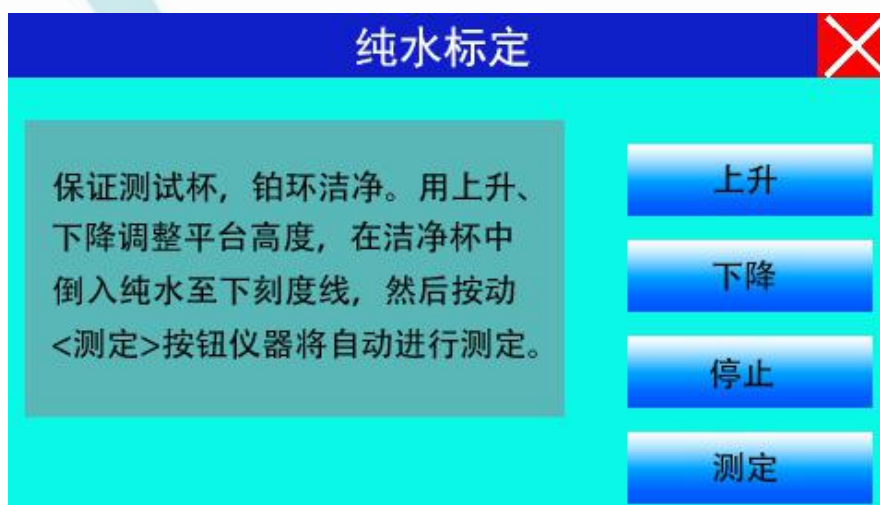 纯水标定
保证测试杯，铂环洁净。用上升、
下降调整平台高度，在洁净杯中
倒入纯水至下刻度线，然后按动
<测定>按钮仪器将自动进行测定。
上升
下降
停止
测定